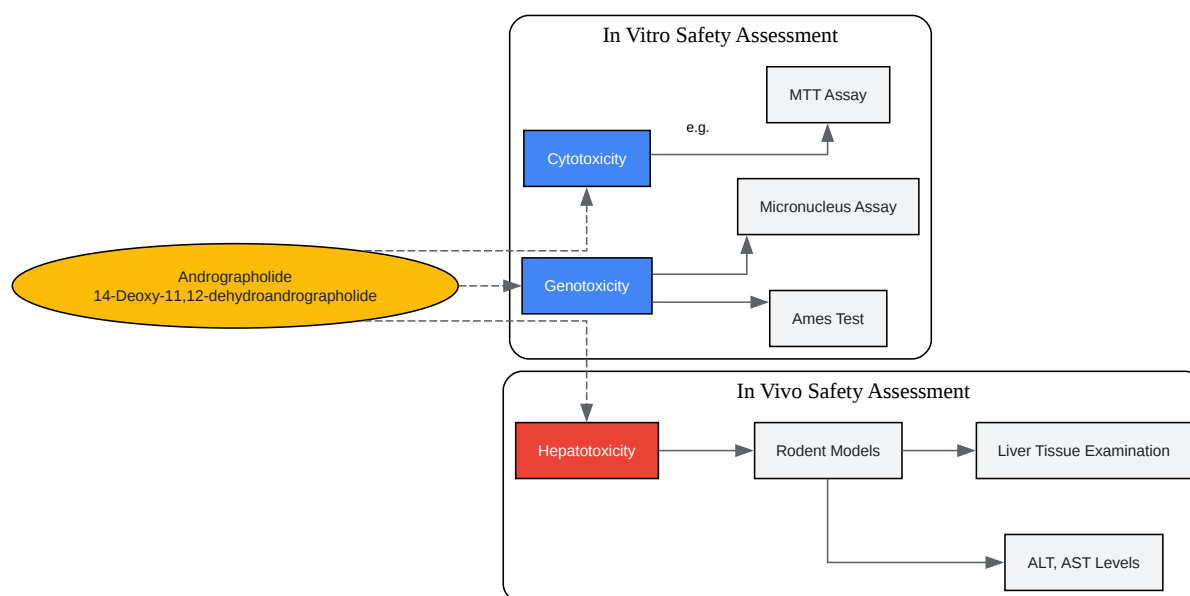 In Vitro Safety Assessment
MTT Assay
e.g.
Cytotoxicity
Micronucleus Assay
Andrographolide
14-Deoxy-11,12-dehydroandrographolide
Genotoxicity
Ames Test
In Vivo Safety Assessment
Hepatotoxicity
Rodent Models
Liver Tissue Examination
ALT, AST Levels